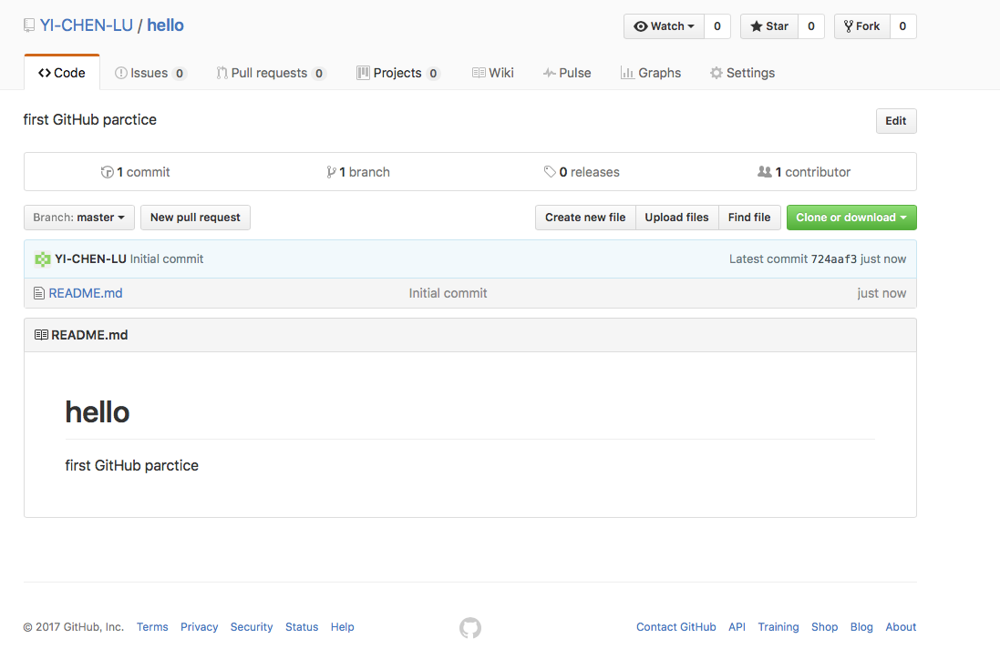 YI-CHEN-LU / hello
Watch 0 Star 0 Fork 0
Code Issues 0 Pull requests 0 Projects 0 Wiki Pulse Graphs Settings
first GitHub parctice Edit
1 commit 1 branch 0 releases 1 contributor
Branch: master New pull request Create new file Upload files Find file Clone or download
YI-CHEN-LU Initial commit Latest commit 724aaf3 just now
README.md Initial commit just now
README.md
hello
first GitHub parctice
© 2017 GitHub, Inc. Terms Privacy Security Status Help Contact GitHub API Training Shop Blog About